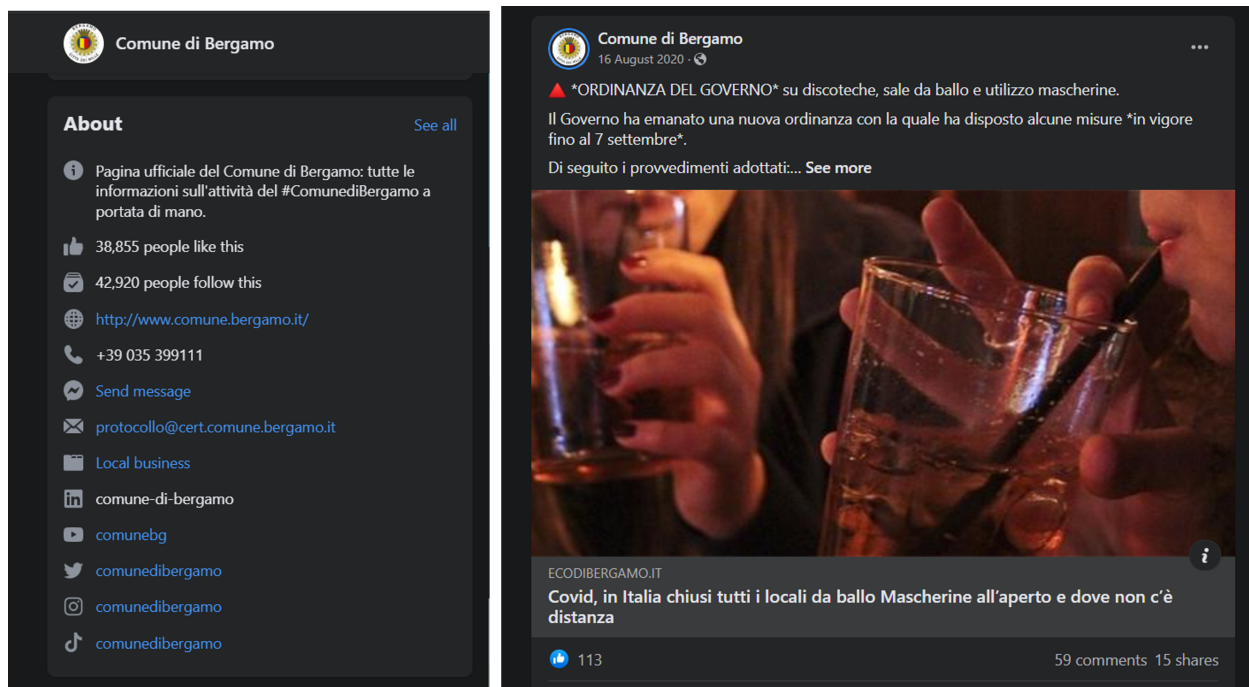 Comune di Bergamo
About
See all
Pagina ufficiale del Comune di Bergamo: tutte le
informazioni sull'attività del #ComunediBergamo a
portata di mano.
38,855 people like this
42,920 people follow this
http://www.comune.bergamo.it/
+39 035 399111
Send message
protocollo@cert.comune.bergamo.it
Local business
comune-di-bergamo
comunebg
comunedibergamo
comunedibergamo
comunedibergamo
Comune di Bergamo
16 August 2020 ·
*ORDINANZA DEL GOVERNO* su discoteche, sale da ballo e utilizzo mascherine.
Il Governo ha emanato una nuova ordinanza con la quale ha disposto alcune misure *in vigore
fino al 7 settembre*.
Di seguito i provvedimenti adottati:... See more
ECODIBERGAMO.IT
Covid, in Italia chiusi tutti i locali da ballo Mascherine all’aperto e dove non c’è
distanza
113
59 comments 15 shares